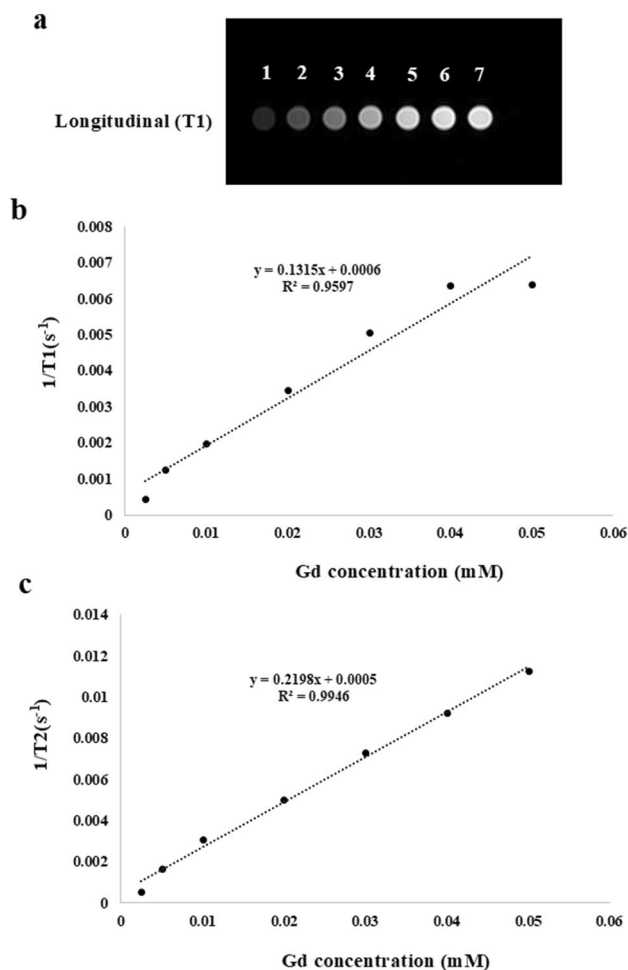 a
1 2 3 4 5 6 7
Longitudinal (T1)
b
0.008
0.007
0.006
0.005
0.004
0.003
0.002
0.001
0
1/T1(s⁻¹)
y = 0.1315x + 0.0006
R² = 0.9597
0 0.01 0.02 0.03 0.04 0.05 0.06
Gd concentration (mM)
c
0.014
0.012
0.01
0.008
0.006
0.004
0.002
0
1/T2(s⁻¹)
y = 0.2198x + 0.0005
R² = 0.9946
0 0.01 0.02 0.03 0.04 0.05 0.06
Gd concentration (mM)